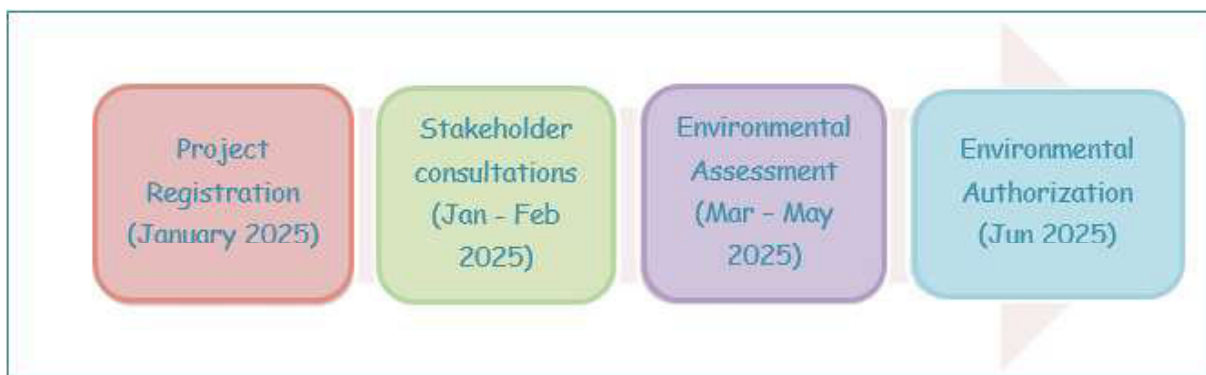 Project
Registration
(January 2025)
Stakeholder
consultations
(Jan - Feb
2025)
Environmental
Assessment
(Mar - May
2025)
Environmental
Authorization
(Jun 2025)